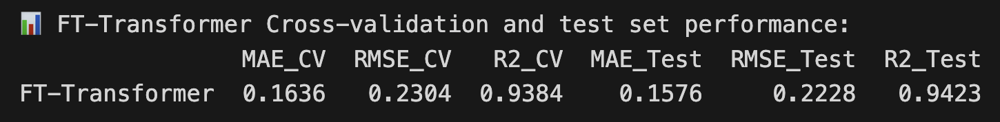 📊 FT-Transformer Cross-validation and test set performance:
MAE_CV RMSE_CV R2_CV MAE_Test RMSE_Test R2_Test
FT-Transformer 0.1636 0.2304 0.9384 0.1576 0.2228 0.9423